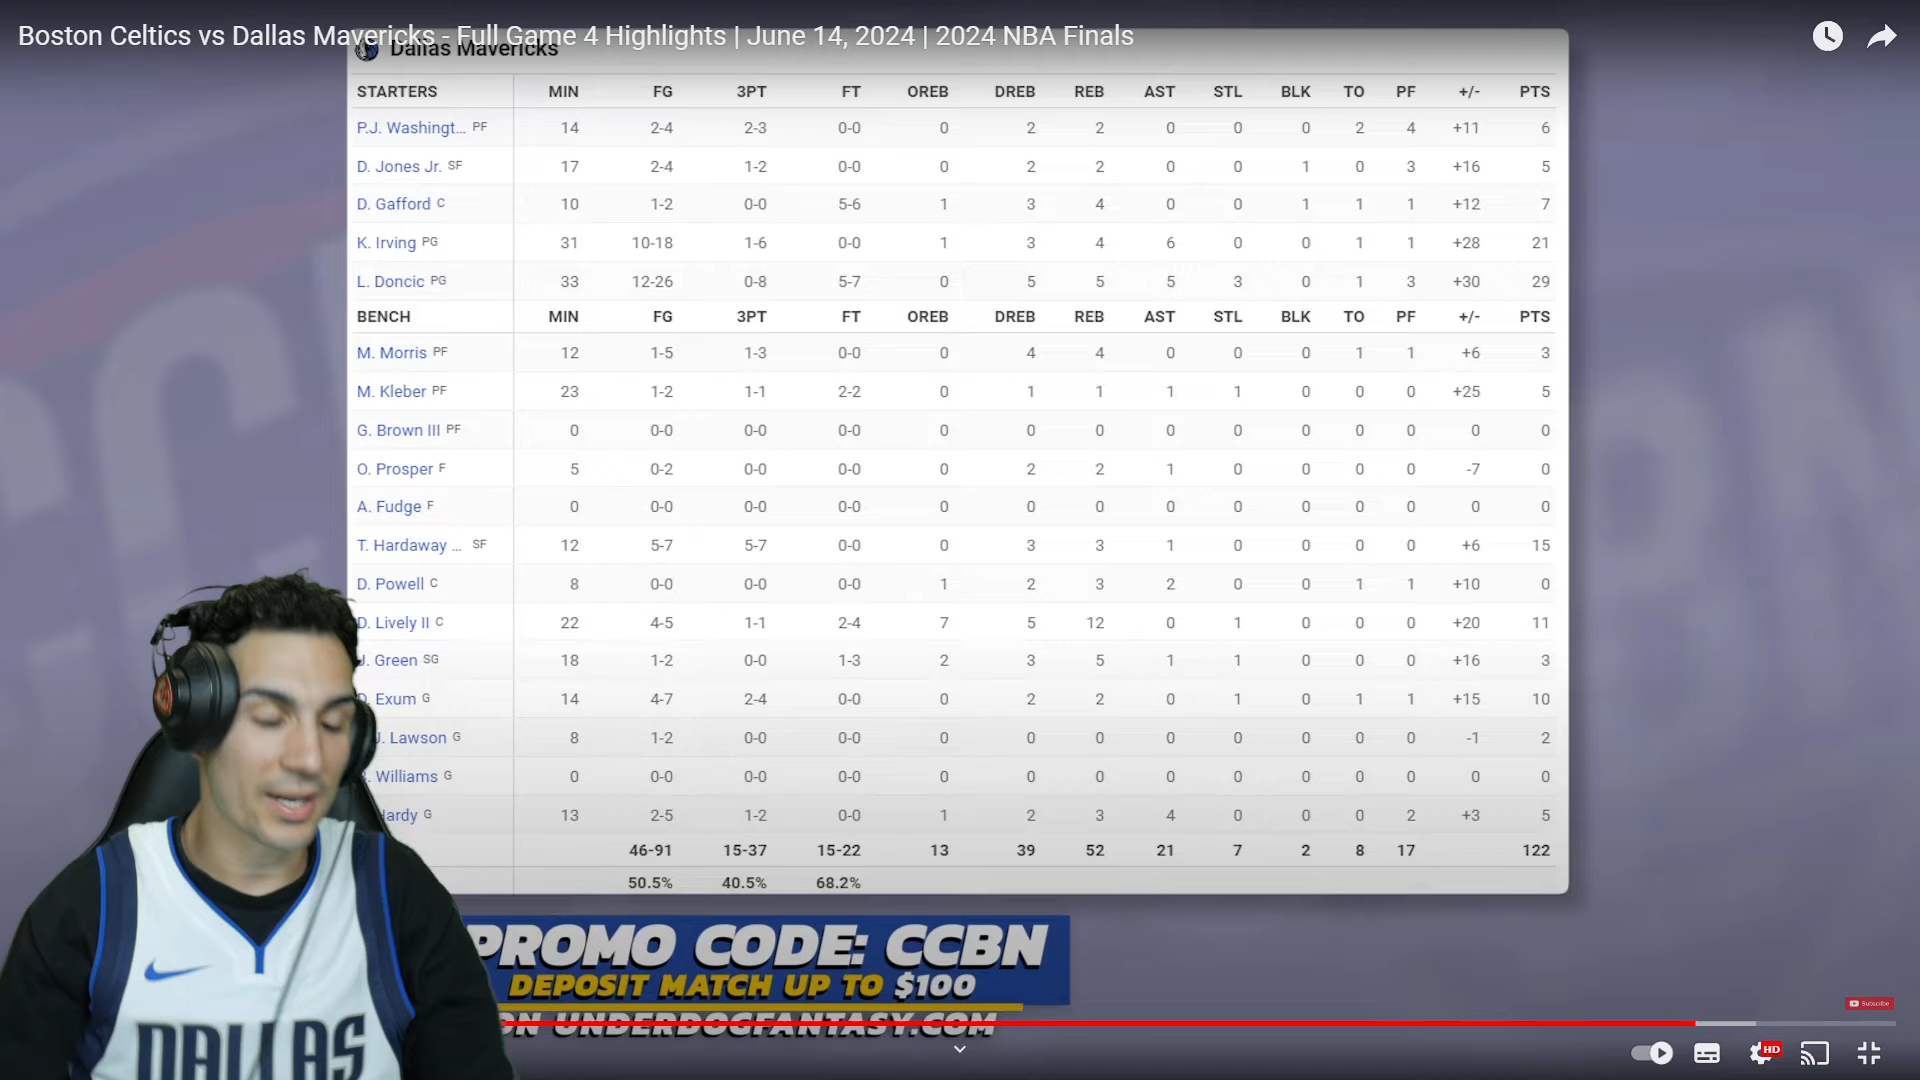 Boston Celtics vs Dallas Mavericks - Full Game 4 Highlights | June 14, 2024 | 2024 NBA Finals
Dallas Mavericks
STARTERS MIN FG 3PT FT OREB DREB REB AST STL BLK TO PF +/- PTS
P.J. Washingt... PF 14 2-4 2-3 0-0 0 2 2 0 0 0 2 4 +11 6
D. Jones Jr. SF 17 2-4 1-2 0-0 0 2 2 0 0 1 0 3 +16 5
D. Gafford C 10 1-2 0-0 5-6 1 3 4 0 0 1 1 1 +12 7
K. Irving PG 31 10-18 1-6 0-0 1 3 4 6 0 0 1 1 +28 21
L. Doncic PG 33 12-26 0-8 5-7 0 5 5 5 3 0 1 3 +30 29
BENCH MIN FG 3PT FT OREB DREB REB AST STL BLK TO PF +/- PTS
M. Morris PF 12 1-5 1-3 0-0 0 4 4 0 0 0 1 1 +6 3
M. Kleber PF 23 1-2 1-1 2-2 0 1 1 1 1 0 0 0 +25 5
G. Brown III PF 0 0-0 0-0 0-0 0 0 0 0 0 0 0 0 0 0
O. Prosper F 5 0-2 0-0 0-0 0 2 2 1 0 0 0 0 -7 0
A. Fudge F 0 0-0 0-0 0-0 0 0 0 0 0 0 0 0 0 0
T. Hardaway ... SF 12 5-7 5-7 0-0 0 3 3 1 0 0 0 0 +6 15
D. Powell C 8 0-0 0-0 0-0 1 2 3 2 0 0 1 1 +10 0
D. Lively II C 22 4-5 1-1 2-4 7 5 12 0 1 0 0 0 +20 11
J. Green SG 18 1-2 0-0 1-3 2 3 5 1 1 0 0 0 +16 3
D. Exum G 14 4-7 2-4 0-0 0 2 2 0 1 0 1 1 +15 10
J. Lawson G 8 1-2 0-0 0-0 0 0 0 0 0 0 0 0 -1 2
Williams G 0 0-0 0-0 0-0 0 0 0 0 0 0 0 0 0 0
Hardy G 13 2-5 1-2 0-0 1 2 3 4 0 0 0 2 +3 5
46-91 15-37 15-22 13 39 52 21 7 2 8 17 122
50.5% 40.5% 68.2%
PROMO CODE: CCBN
DEPOSIT MATCH UP TO $100
ON UNDERDOGFANTASY.COM
DALLAS
Subscribe
HD